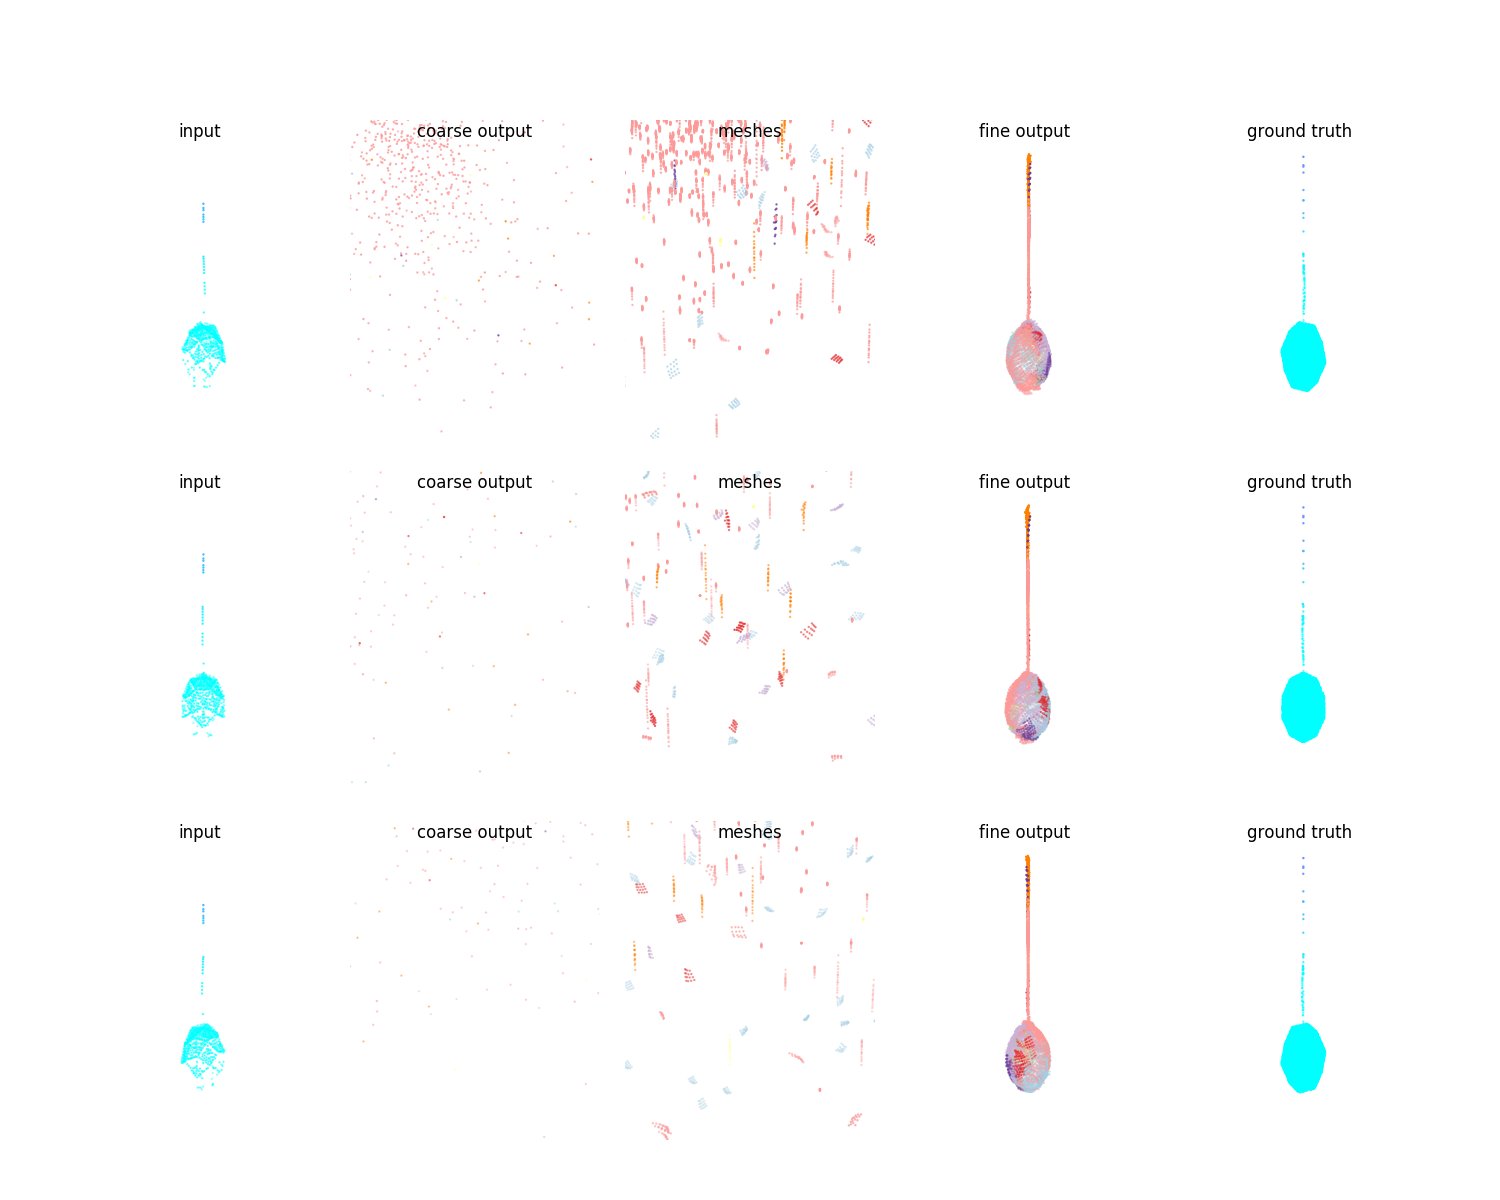 input
coarse output
meshes
fine output
ground truth
input
coarse output
meshes
fine output
ground truth
input
coarse output
meshes
fine output
ground truth